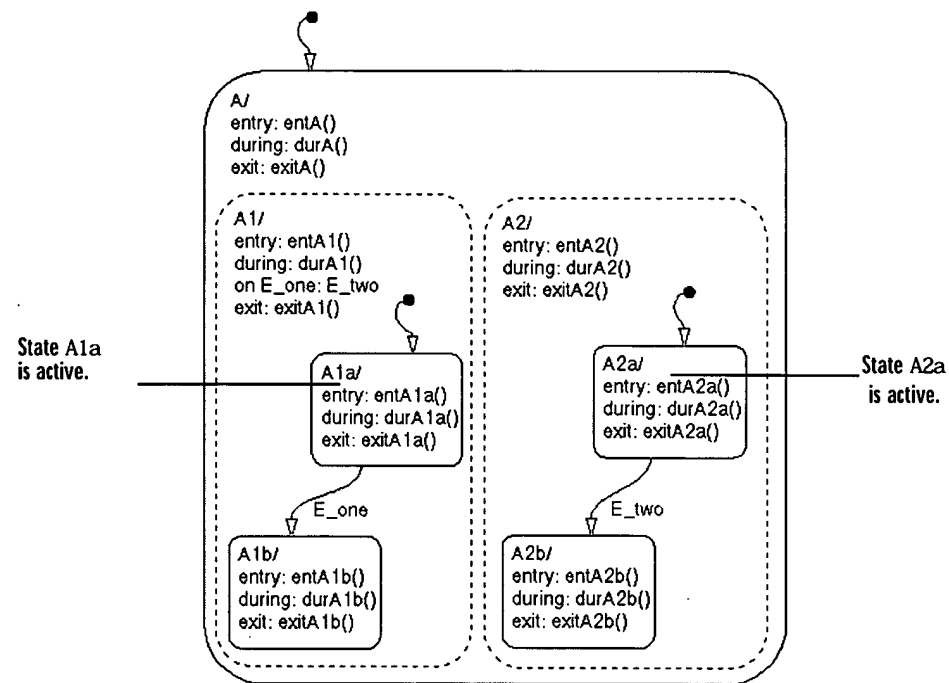 A/
entry: entA()
during: durA()
exit: exitA()
A1/
entry: entA1()
during: durA1()
on E_one: E_two
exit: exitA1()
A2/
entry: entA2()
during: durA2()
exit: exitA2()
State A1a
is active.
A1a/
entry: entA1a()
during: durA1a()
exit: exitA1a()
A2a/
entry: entA2a()
during: durA2a()
exit: exitA2a()
State A2a
is active.
E_one
E_two
A1b/
entry: entA1b()
during: durA1b()
exit: exitA1b()
A2b/
entry: entA2b()
during: durA2b()
exit: exitA2b()